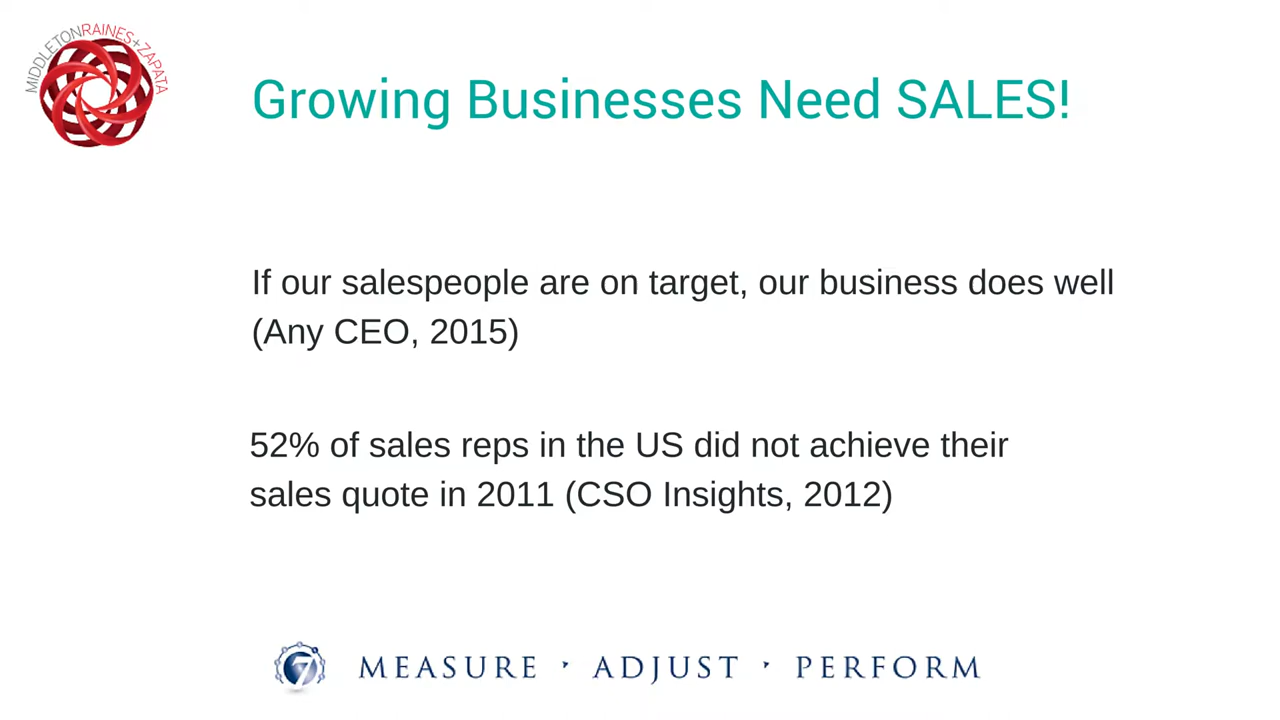 MIDDLETONRAINES+ZAPATA
Growing Businesses Need SALES!
If our salespeople are on target, our business does well
(Any CEO, 2015)
52% of sales reps in the US did not achieve their
sales quote in 2011 (CSO Insights, 2012)
7 MEASURE ▸ ADJUST ▸ PERFORM